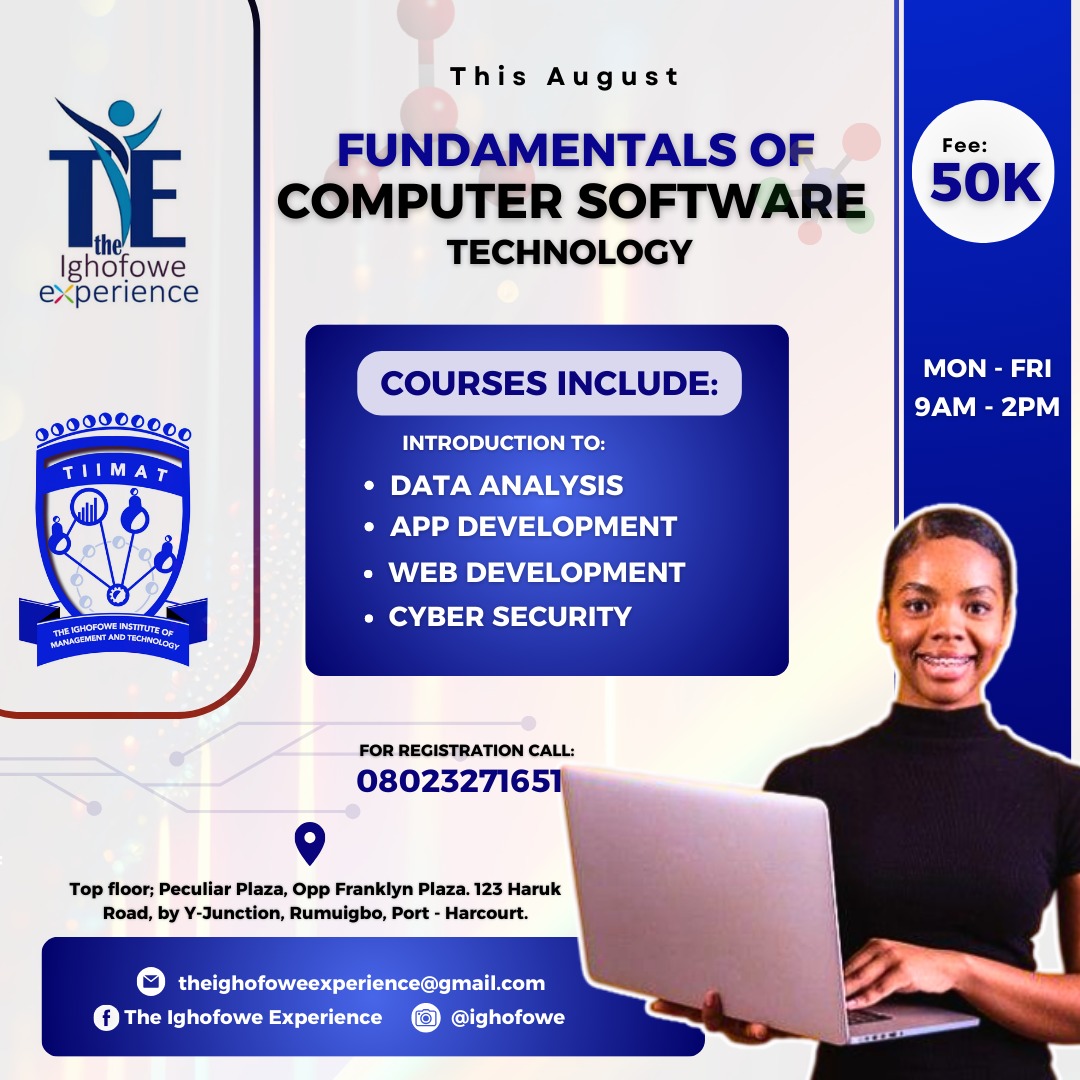 This August
FUNDAMENTALS OF
COMPUTER SOFTWARE
TECHNOLOGY
Fee:
50K
MON - FRI
9AM - 2PM
TIE
the
Ighofowe
experience
TIIMAT
THE IGHOFOWE INSTITUTE OF
MANAGEMENT AND TECHNOLOGY
COURSES INCLUDE:
INTRODUCTION TO:
• DATA ANALYSIS
• APP DEVELOPMENT
• WEB DEVELOPMENT
• CYBER SECURITY
FOR REGISTRATION CALL:
08023271651
Top floor; Peculiar Plaza, Opp Franklyn Plaza. 123 Haruk
Road, by Y-Junction, Rumuigbo, Port - Harcourt.
theighofoweexperience@gmail.com
The Ighofowe Experience
@ighofowe